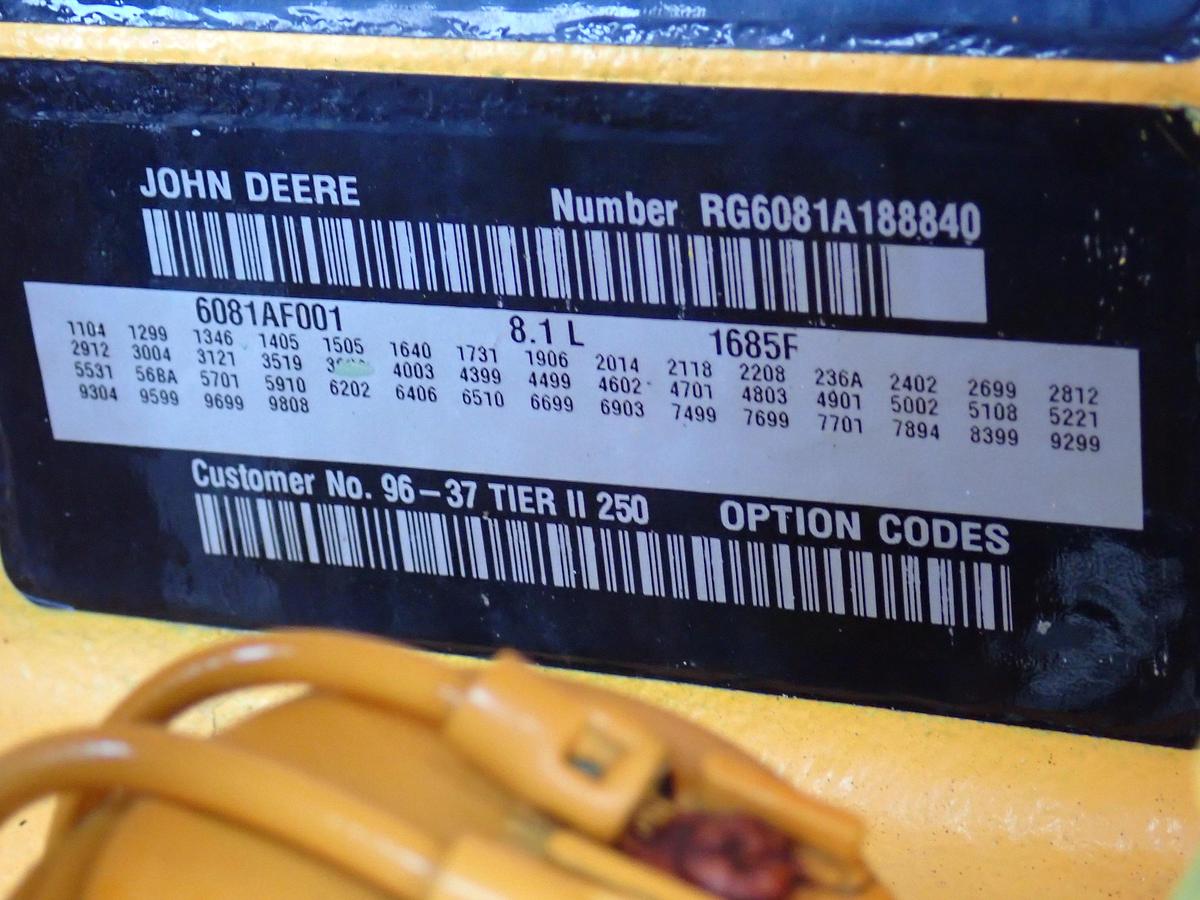 JOHN DEERE Number RG6081A188840
6081AF001 8.1 L 1685F
1104 1299 1346 1405 1505 1640 1731 1906 2014 2118 2208 236A 2402 2699 2812
2912 3004 3121 3519 4003 4399 4499 4602 4701 4803 4901 5002 5108 5221
5531 568A 5701 5910 6202 6406 6510 6699 6903 7499 7699 7701 7894 8399 9299
9304 9599 9699 9808
Customer No. 96-37 TIER II 250 OPTION CODES